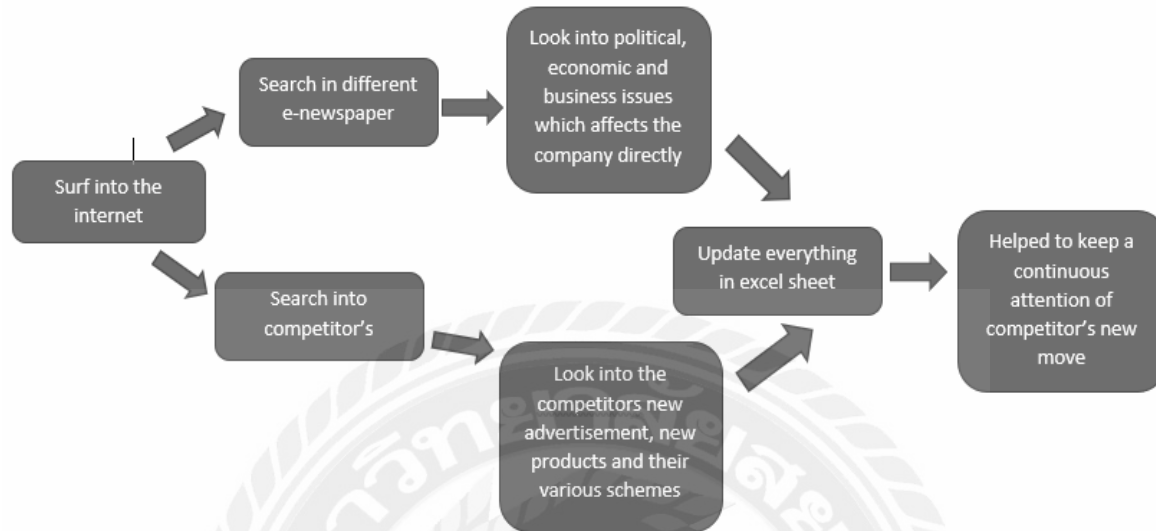 Surf into the
internet
Search in different
e-newspaper
Look into political,
economic and
business issues
which affects the
company directly
Search into
competitor's
Look into the
competitors new
advertisement, new
products and their
various schemes
Update everything
in excel sheet
Helped to keep a
continuous
attention of
competitor's new
move